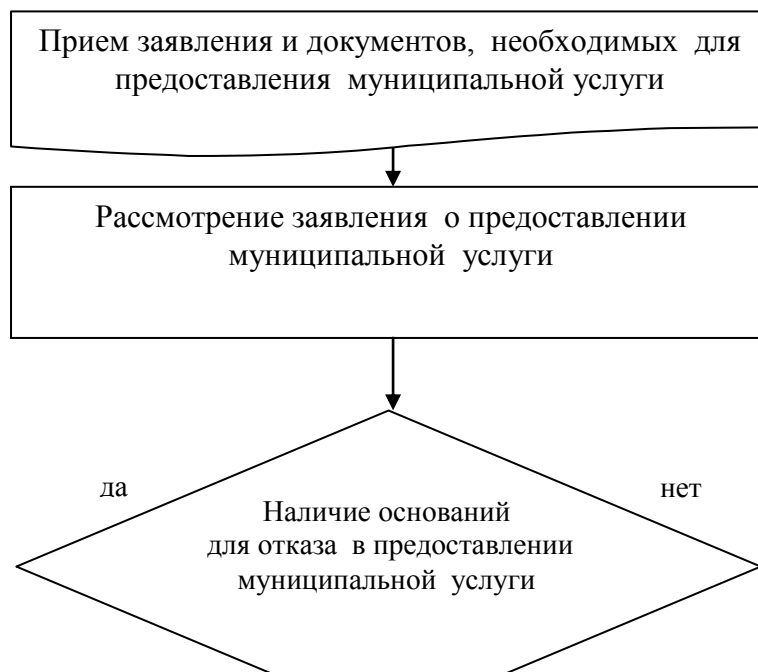 Прием заявления и документов, необходимых для
предоставления муниципальной услуги
Рассмотрение заявления о предоставлении
муниципальной услуги
да
нет
Наличие оснований
для отказа в предоставлении
муниципальной услуги